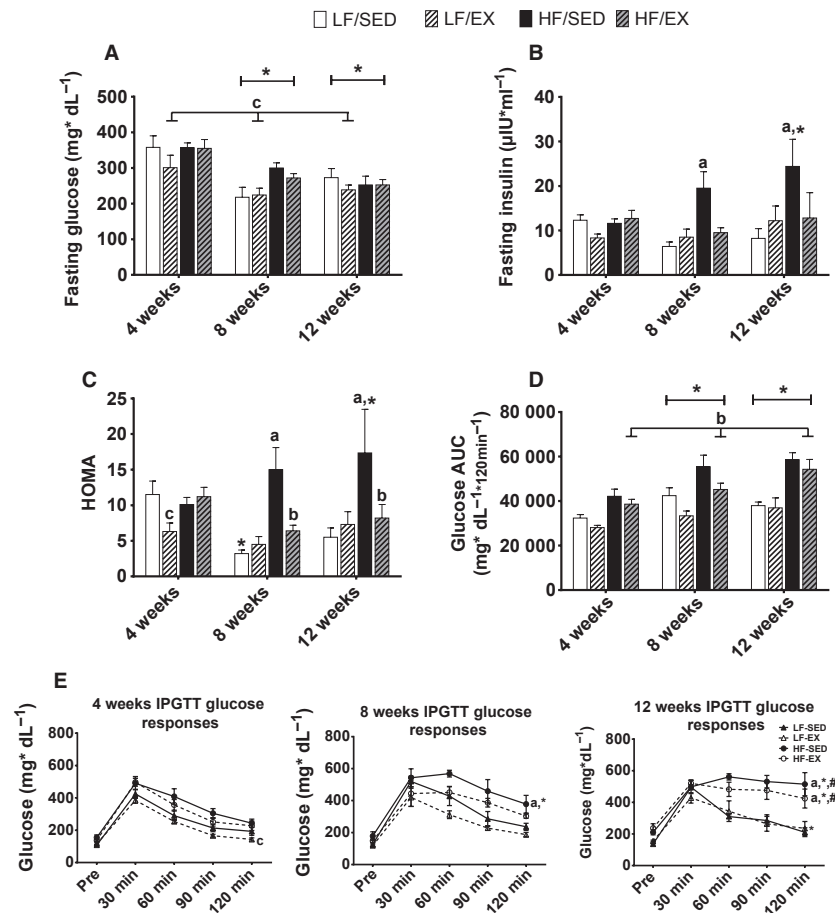 LF/SED LF/EX HF/SED HF/EX
A
Fasting glucose (mg* dL−1)
500
400
300
200
100
0
* *
c
4 weeks 8 weeks 12 weeks
B
Fasting insulin (µIU*ml−1)
40
30
20
10
0
a a,*
4 weeks 8 weeks 12 weeks
C
HOMA
25
20
15
10
5
0
c * a b a,* b
4 weeks 8 weeks 12 weeks
D
Glucose AUC
(mg* dL−1*120min−1)
80 000
60 000
40 000
20 000
0
* *
b
4 weeks 8 weeks 12 weeks
E
4 weeks IPGTT glucose
responses
Glucose (mg* dL−1)
800
600
400
200
0
c
Pre 30 min 60 min 90 min 120 min
8 weeks IPGTT glucose
responses
Glucose (mg* dL−1)
800
600
400
200
0
a,*
Pre 30 min 60 min 90 min 120 min
12 weeks IPGTT glucose
responses
LF-SED
LF-EX
HF-SED
HF-EX
Glucose (mg*dL−1)
800
600
400
200
0
a,*,#
a,*,#
*
Pre 30 min 60 min 90 min 120 min